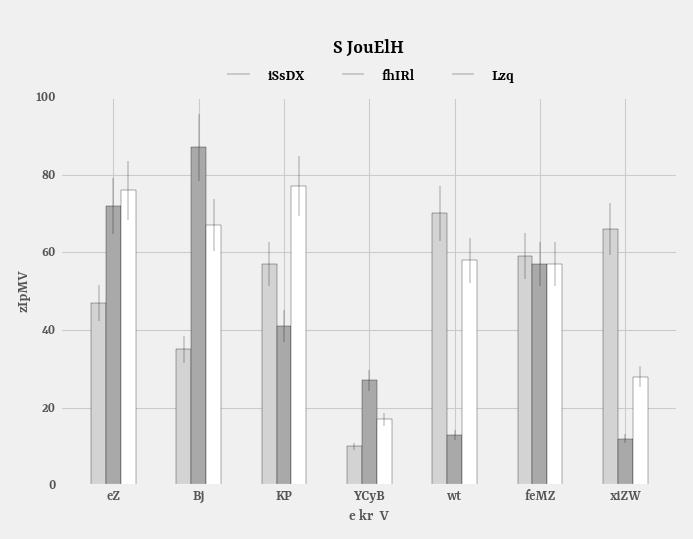 S JouElH
iSsDX fhIRl Lzq
100
80
60
40
20
0
zIpMV
eZ Bj KP YCyB wt feMZ xiZW
e kr V